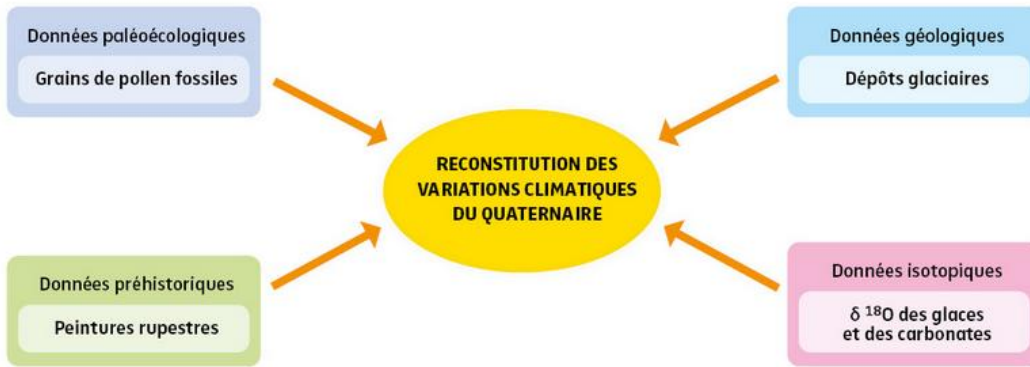 Données paléoécologiques
Grains de pollen fossiles
Données géologiques
Dépôts glaciaires
RECONSTITUTION DES
VARIATIONS CLIMATIQUES
DU QUATERNAIRE
Données préhistoriques
Peintures rupestres
Données isotopiques
δ ¹⁸O des glaces
et des carbonates